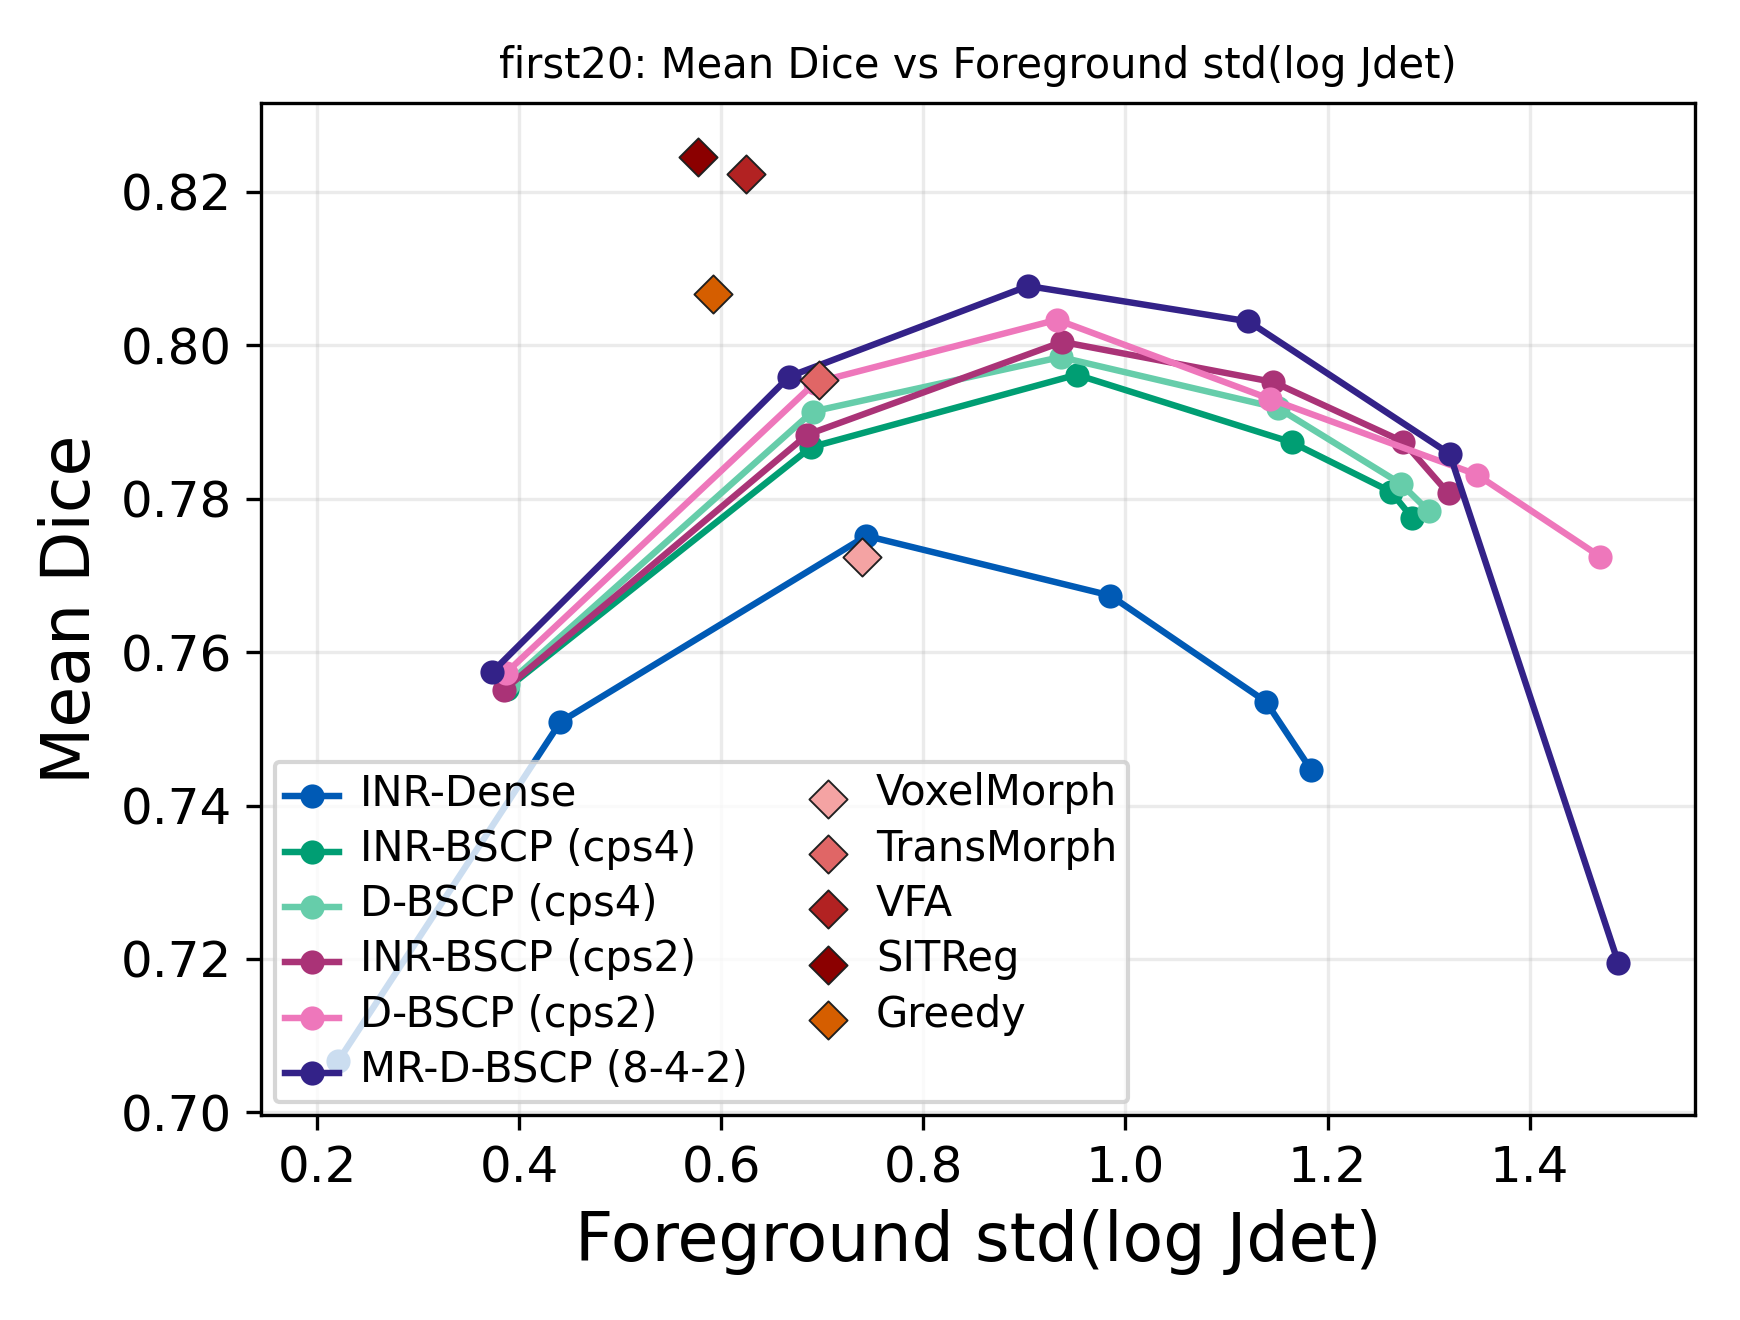 first20: Mean Dice vs Foreground std(log Jdet)
Mean Dice
0.82
0.80
0.78
0.76
0.74
0.72
0.70
INR-Dense
INR-BSCP (cps4)
D-BSCP (cps4)
INR-BSCP (cps2)
D-BSCP (cps2)
MR-D-BSCP (8-4-2)
VoxelMorph
TransMorph
VFA
SITReg
Greedy
0.2 0.4 0.6 0.8 1.0 1.2 1.4
Foreground std(log Jdet)